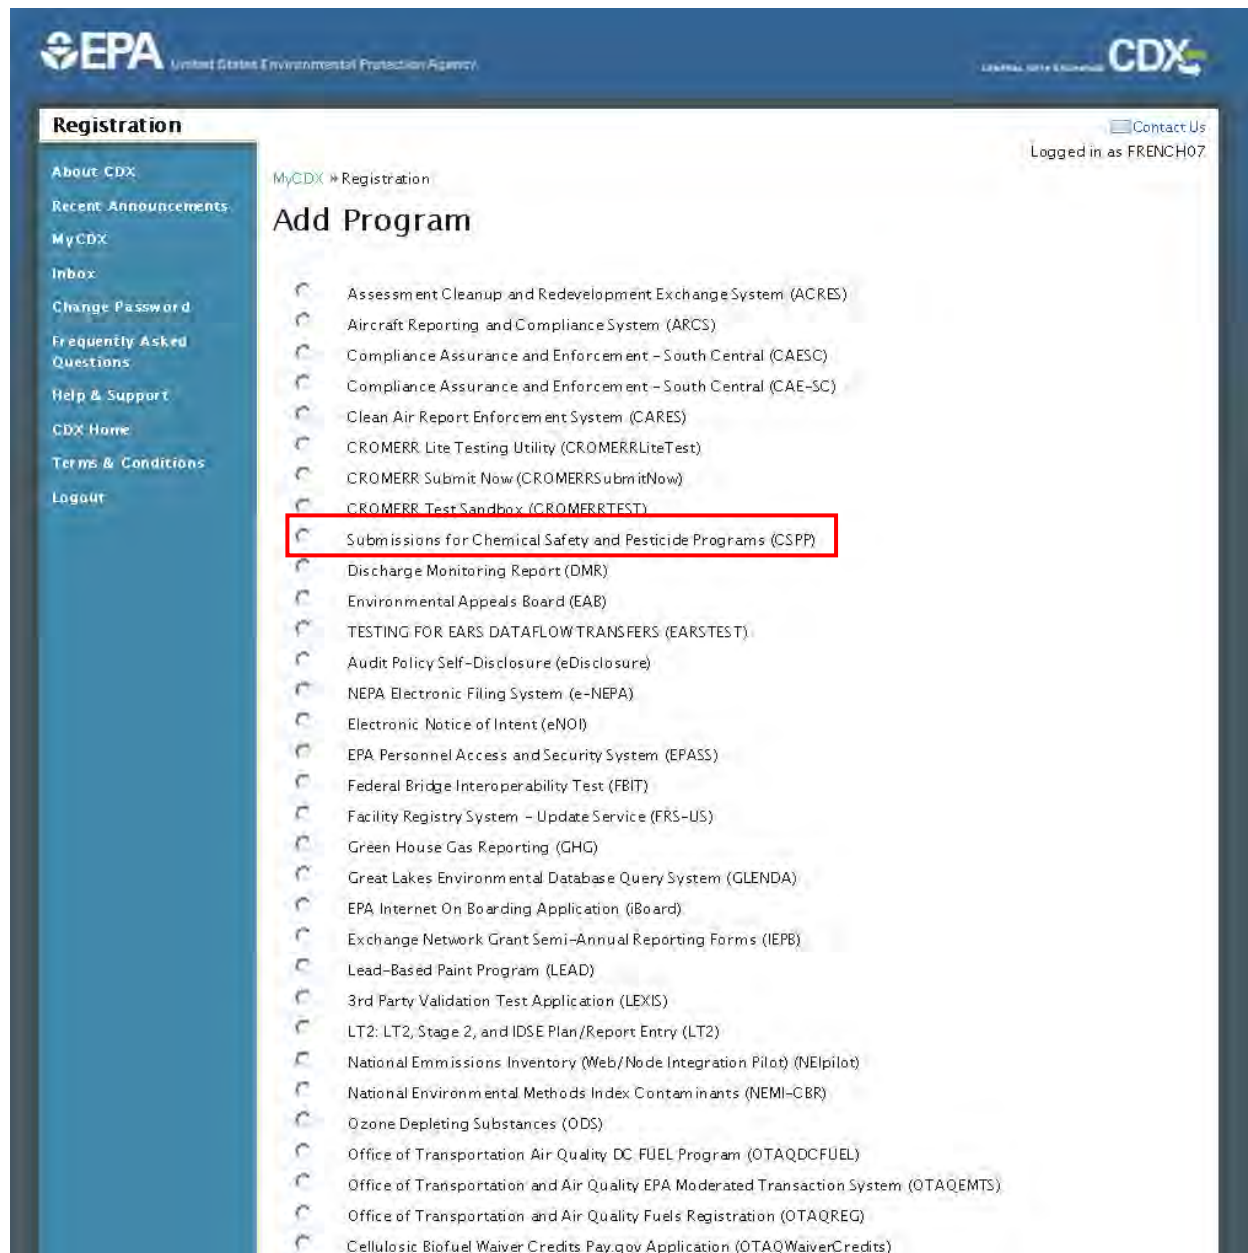 EPA United States Environmental Protection Agency
CENTRAL DATA EXCHANGE CDX
Registration
Contact Us
Logged in as FRENCH07
About CDX
Recent Announcements
MyCDX
Inbox
Change Password
Frequently Asked
Questions
Help & Support
CDX Home
Terms & Conditions
Logout
MyCDX » Registration
Add Program
Assessment Cleanup and Redevelopment Exchange System (ACRES)
Aircraft Reporting and Compliance System (ARCS)
Compliance Assurance and Enforcement - South Central (CAESC)
Compliance Assurance and Enforcement - South Central (CAE-SC)
Clean Air Report Enforcement System (CARES)
CROMERR Lite Testing Utility (CROMERRLiteTest)
CROMERR Submit Now (CROMERRSubmitNow)
CROMERR Test Sandbox (CROMERRTEST)
Submissions for Chemical Safety and Pesticide Programs (CSPP)
Discharge Monitoring Report (DMR)
Environmental Appeals Board (EAB)
TESTING FOR EARS DATAFLOW TRANSFERS (EARSTEST)
Audit Policy Self-Disclosure (eDisclosure)
NEPA Electronic Filing System (e-NEPA)
Electronic Notice of Intent (eNOI)
EPA Personnel Access and Security System (EPASS)
Federal Bridge Interoperability Test (FBIT)
Facility Registry System - Update Service (FRS-US)
Green House Gas Reporting (GHG)
Great Lakes Environmental Database Query System (GLENDA)
EPA Internet On Boarding Application (iBoard)
Exchange Network Grant Semi-Annual Reporting Forms (IEPB)
Lead-Based Paint Program (LEAD)
3rd Party Validation Test Application (LEXIS)
LT2: LT2, Stage 2, and IDSE Plan/Report Entry (LT2)
National Emmissions Inventory (Web/Node Integration Pilot) (NEIpilot)
National Environmental Methods Index Contaminants (NEMI-CBR)
Ozone Depleting Substances (ODS)
Office of Transportation Air Quality DC FUEL Program (OTAQDCFUEL)
Office of Transportation and Air Quality EPA Moderated Transaction System (OTAQEMTS)
Office of Transportation and Air Quality Fuels Registration (OTAQREG)
Cellulosic Biofuel Waiver Credits Pay.gov Application (OTAQWaiverCredits)